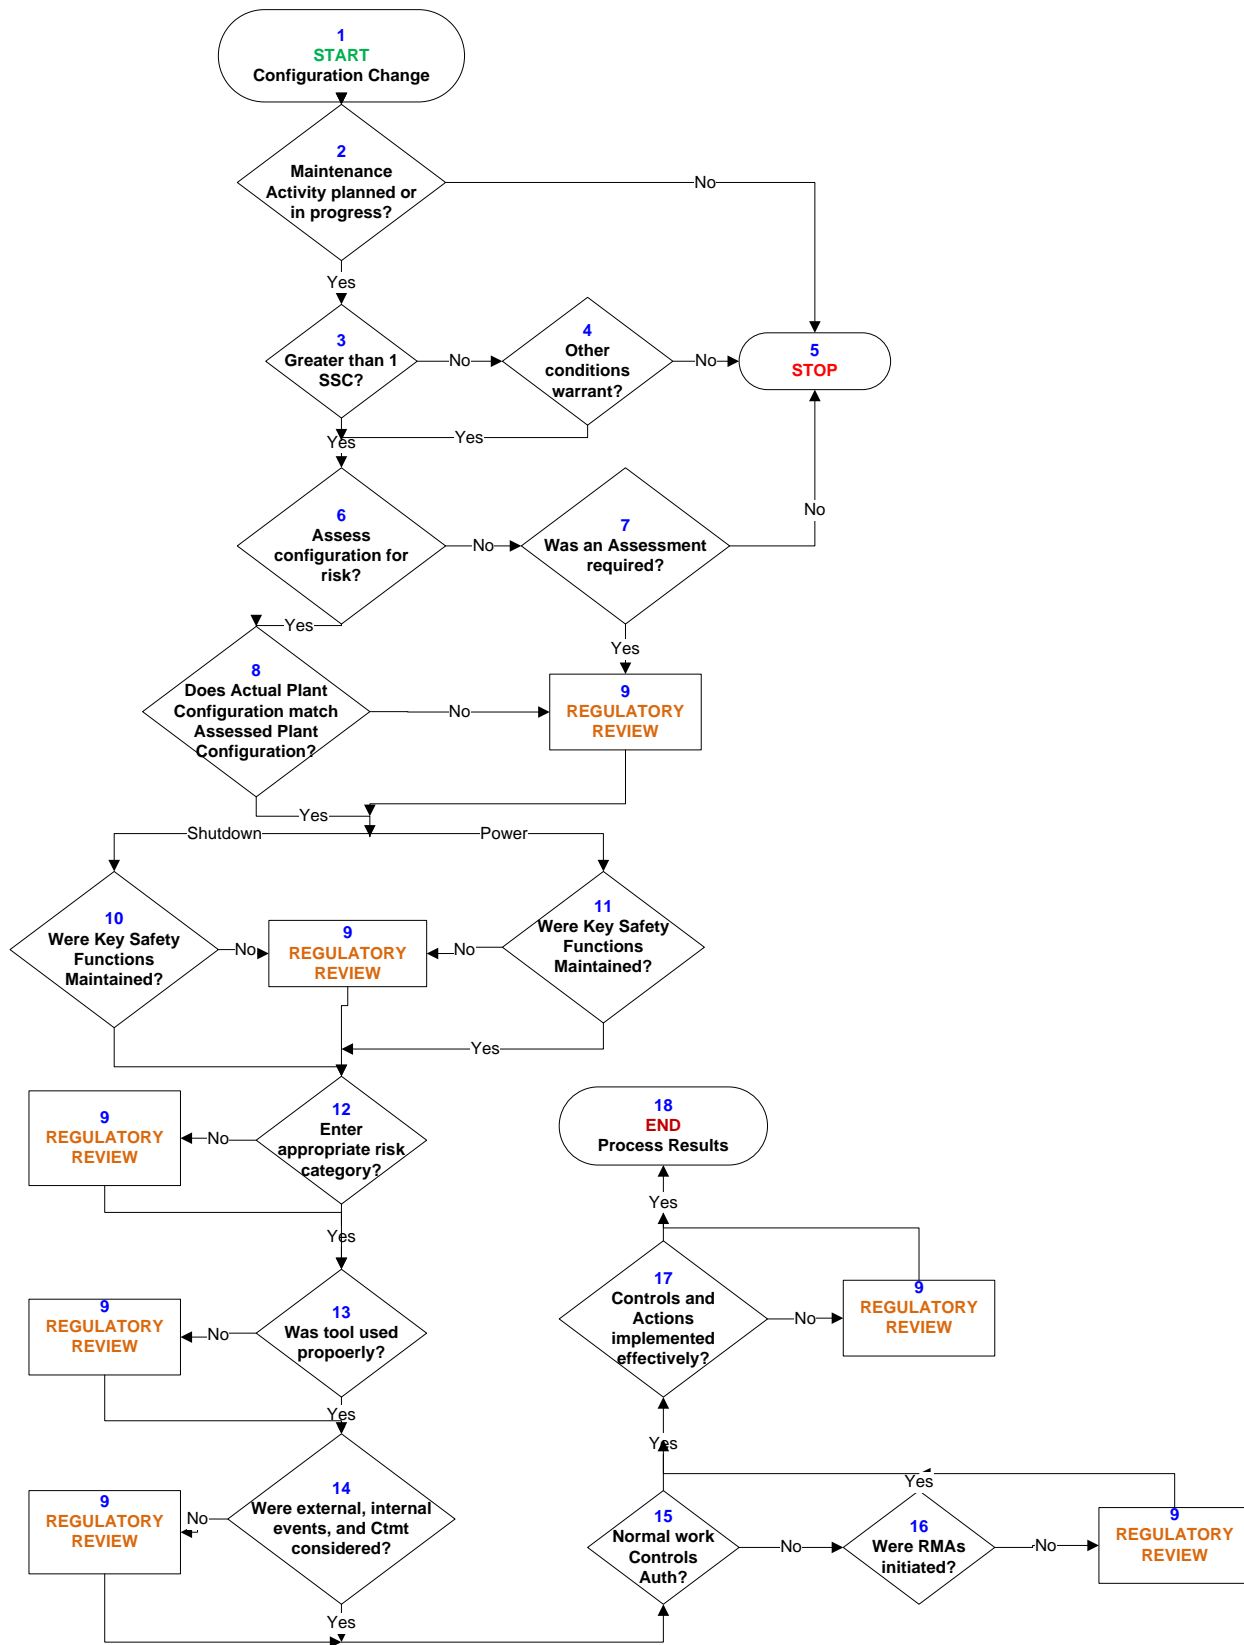 1
START
Configuration Change
2
Maintenance
Activity planned or
in progress?
No
Yes
3
Greater than 1
SSC?
No
4
Other
conditions
warrant?
No
5
STOP
Yes
Yes
6
Assess
configuration for
risk?
No
7
Was an Assessment
required?
No
Yes
Yes
8
Does Actual Plant
Configuration match
Assessed Plant
Configuration?
No
9
REGULATORY
REVIEW
Yes
Shutdown
Power
10
Were Key Safety
Functions
Maintained?
No
9
REGULATORY
REVIEW
No
11
Were Key Safety
Functions
Maintained?
Yes
9
REGULATORY
REVIEW
No
12
Enter
appropriate risk
category?
Yes
9
REGULATORY
REVIEW
No
13
Was tool used
propoerly?
Yes
9
REGULATORY
REVIEW
No
14
Were external, internal
events, and Ctmt
considered?
Yes
18
END
Process Results
Yes
17
Controls and
Actions
implemented
effectively?
No
9
REGULATORY
REVIEW
Yes
Yes
15
Normal work
Controls
Auth?
No
16
Were RMAs
initiated?
No
9
REGULATORY
REVIEW